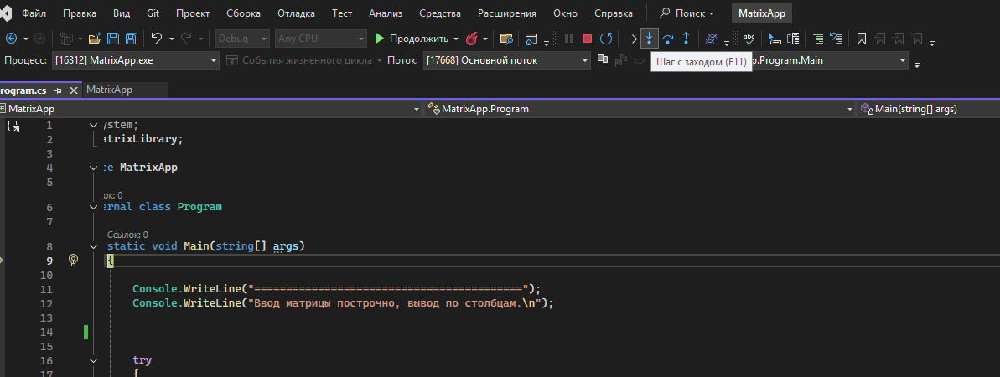 Файл Правка Вид Git Проект Сборка Отладка Тест Анализ Средства Расширения Окно Справка Поиск MatrixApp
Debug Any CPU Продолжить
Процесс: [16312] MatrixApp.exe События жизненного цикла Поток: [17668] Основной поток p.Program.Main
Шаг с заходом (F11)
rogram.cs MatrixApp
MatrixApp MatrixApp.Program Main(string[] args)
1 ystem;
2 atrixLibrary;
3
4 ce MatrixApp
5
ок: 0
6 ernal class Program
7
Ссылок: 0
8 static void Main(string[] args)
9 {
10
11 Console.WriteLine("==========================================");
12 Console.WriteLine("Ввод матрицы построчно, вывод по столбцам.\n");
13
14
15
16 try
17 {